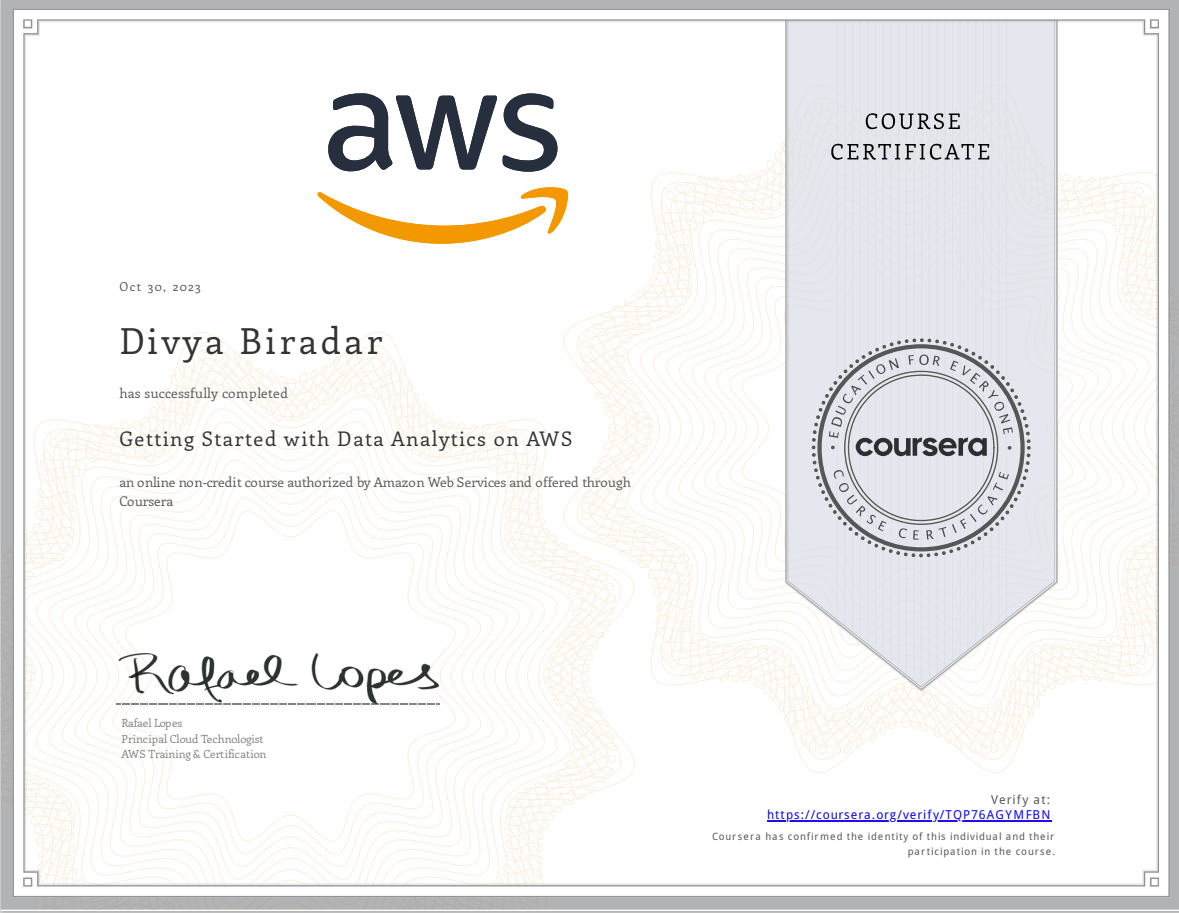 aws
COURSE
CERTIFICATE
Oct 30, 2023
Divya Biradar
has successfully completed
Getting Started with Data Analytics on AWS
an online non-credit course authorized by Amazon Web Services and offered through
Coursera
EDUCATION FOR EVERYONE
coursera
COURSE CERTIFICATE
Rafael Lopes
Rafael Lopes
Principal Cloud Technologist
AWS Training & Certification
Verify at:
https://coursera.org/verify/TQP76AGYMFBN
Coursera has confirmed the identity of this individual and their
participation in the course.